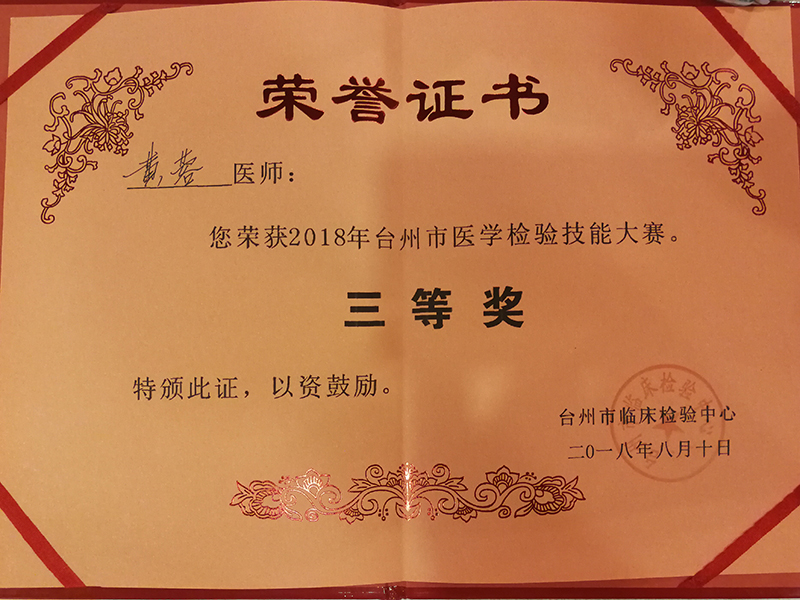 荣誉证书
黄蓉 医师：
您荣获2018年台州市医学检验技能大赛。
三等奖
特颁此证，以资鼓励。
台州市临床检验中心
二0一八年八月十日